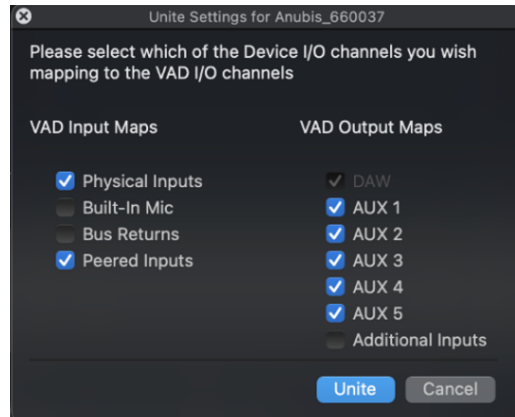 Unite Settings for Anubis_660037
Please select which of the Device I/O channels you wish
mapping to the VAD I/O channels
VAD Input Maps
Physical Inputs
Built-In Mic
Bus Returns
Peered Inputs
VAD Output Maps
DAW
AUX 1
AUX 2
AUX 3
AUX 4
AUX 5
Additional Inputs
Unite
Cancel